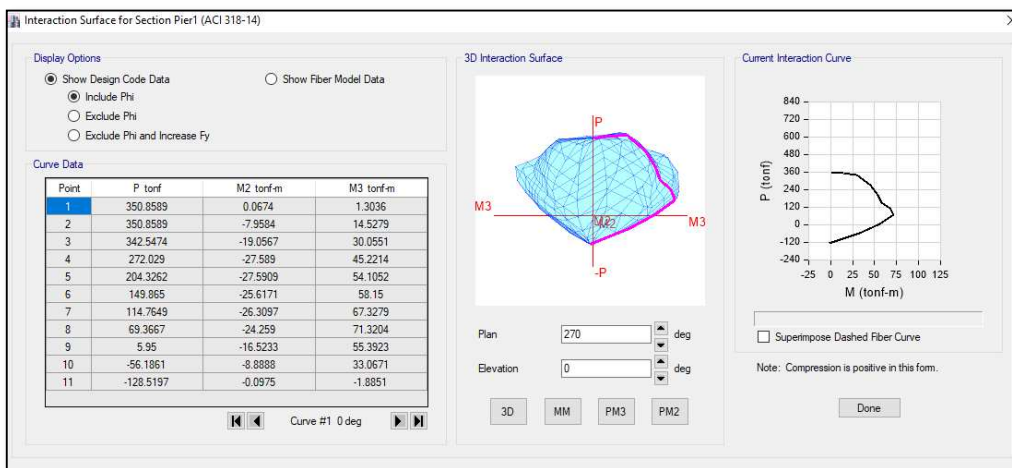 Interaction Surface for Section Pier1 (ACI 318-14)
Display Options
Show Design Code Data Show Fiber Model Data
Include Phi
Exclude Phi
Exclude Phi and Increase Fy
Curve Data
Point P tonf M2 tonf-m M3 tonf-m
1 350.8589 0.0674 1.3036
2 350.8589 -7.9584 14.5279
3 342.5474 -19.0567 30.0551
4 272.029 -27.589 45.2214
5 204.3262 -27.5909 54.1052
6 149.865 -25.6171 58.15
7 114.7649 -26.3097 67.3279
8 69.3667 -24.259 71.3204
9 5.95 -16.5233 55.3923
10 -56.1861 -8.8888 33.0671
11 -128.5197 -0.0975 -1.8851
Curve #1 0 deg
3D Interaction Surface
P
M3 M2 M3
-P
Plan 270 deg
Elevation 0 deg
3D MM PM3 PM2
Current Interaction Curve
840
720
600
480
360
240
120
0
-120
-240
P (tonf)
-25 0 25 50 75 100 125
M (tonf-m)
Superimpose Dashed Fiber Curve
Note: Compression is positive in this form.
Done